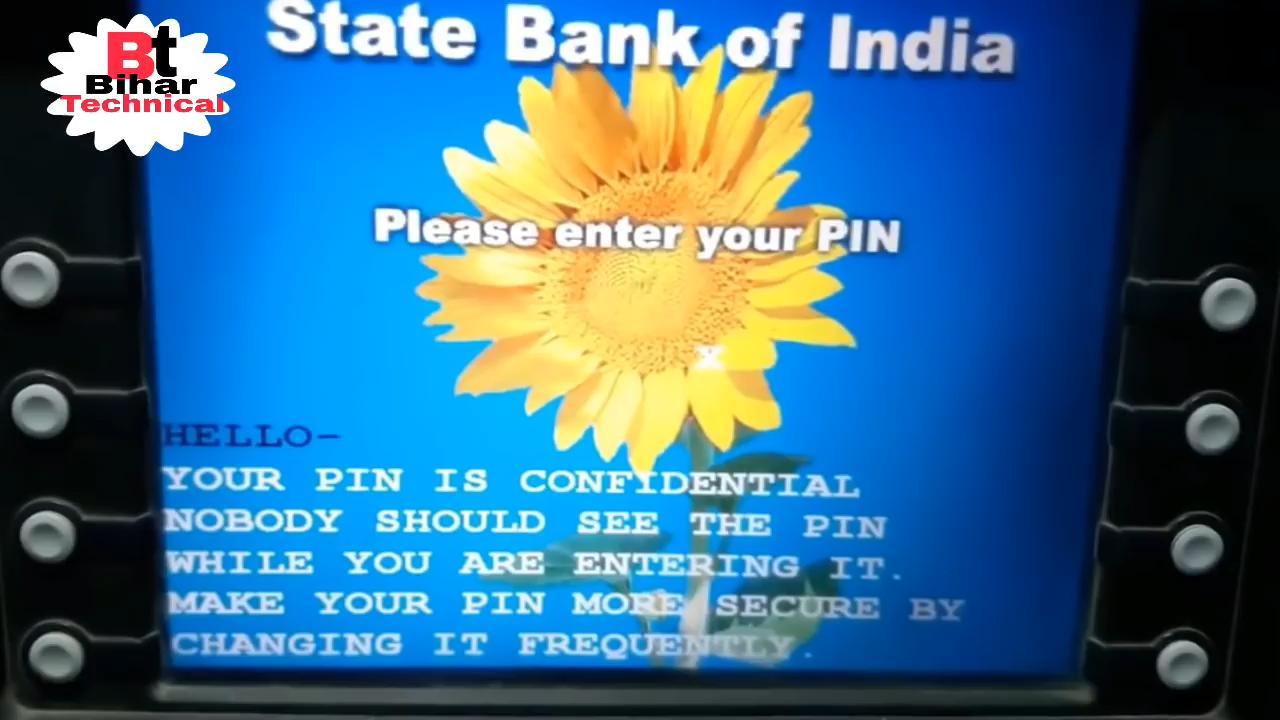 Bt
Bihar
Technical
State Bank of India
Please enter your PIN
X
HELLO-
YOUR PIN IS CONFIDENTIAL
NOBODY SHOULD SEE THE PIN
WHILE YOU ARE ENTERING IT.
MAKE YOUR PIN MORE SECURE BY
CHANGING IT FREQUENTLY.